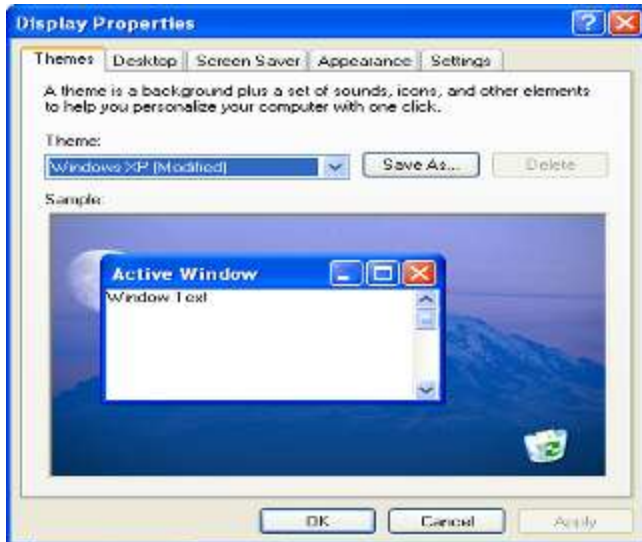 Display Properties
Themes Desktop Screen Saver Appearance Settings
A theme is a background plus a set of sounds, icons, and other elements
to help you personalize your computer with one click.
Theme:
Windows XP (Modified) Save As... Delete
Sample:
Active Window
Window Text
OK Cancel Apply